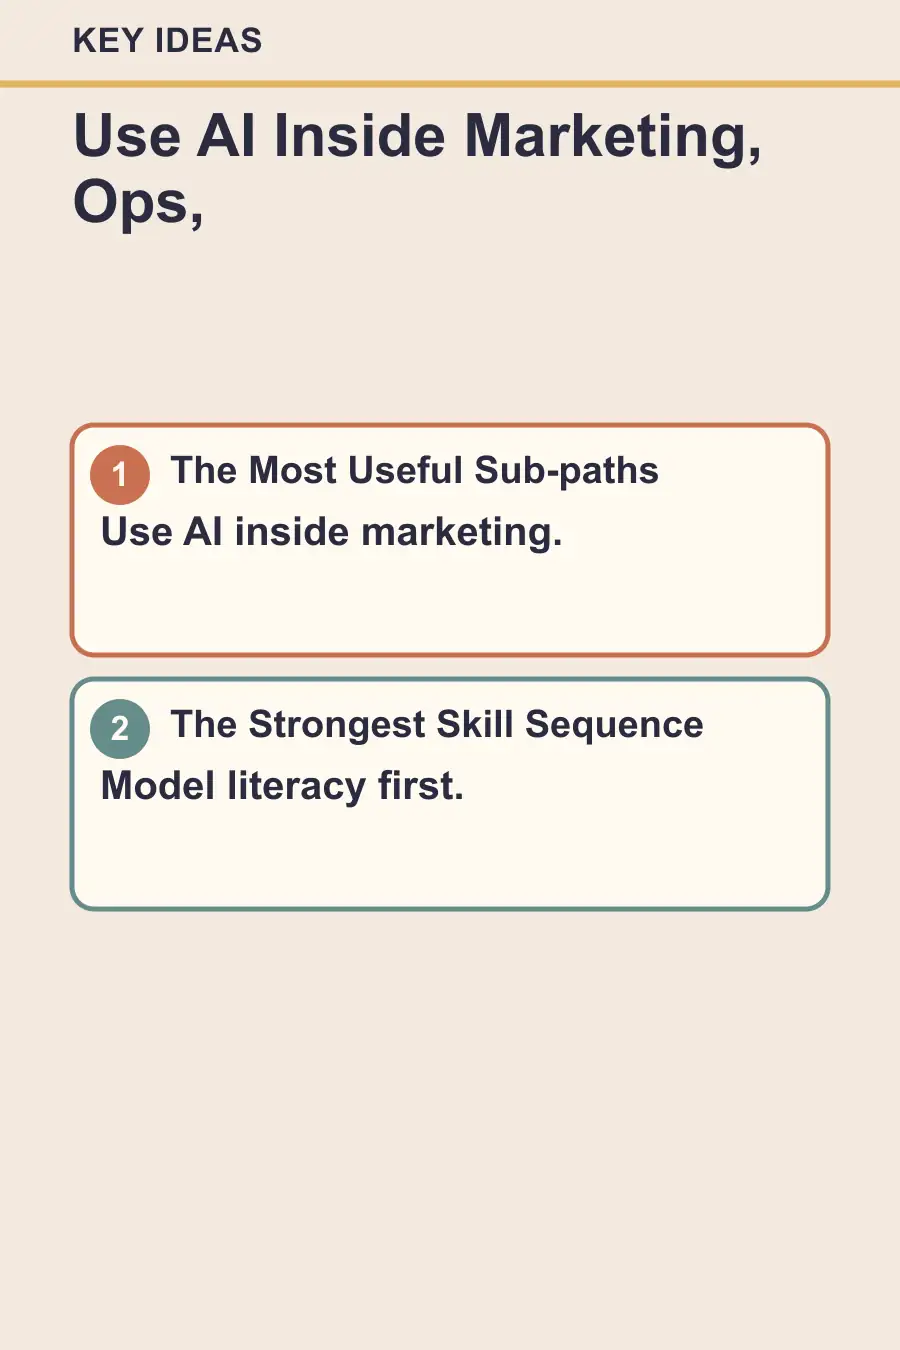 KEY IDEAS
Use AI Inside Marketing,
Ops,
1 The Most Useful Sub-paths
Use AI inside marketing.
2 The Strongest Skill Sequence
Model literacy first.